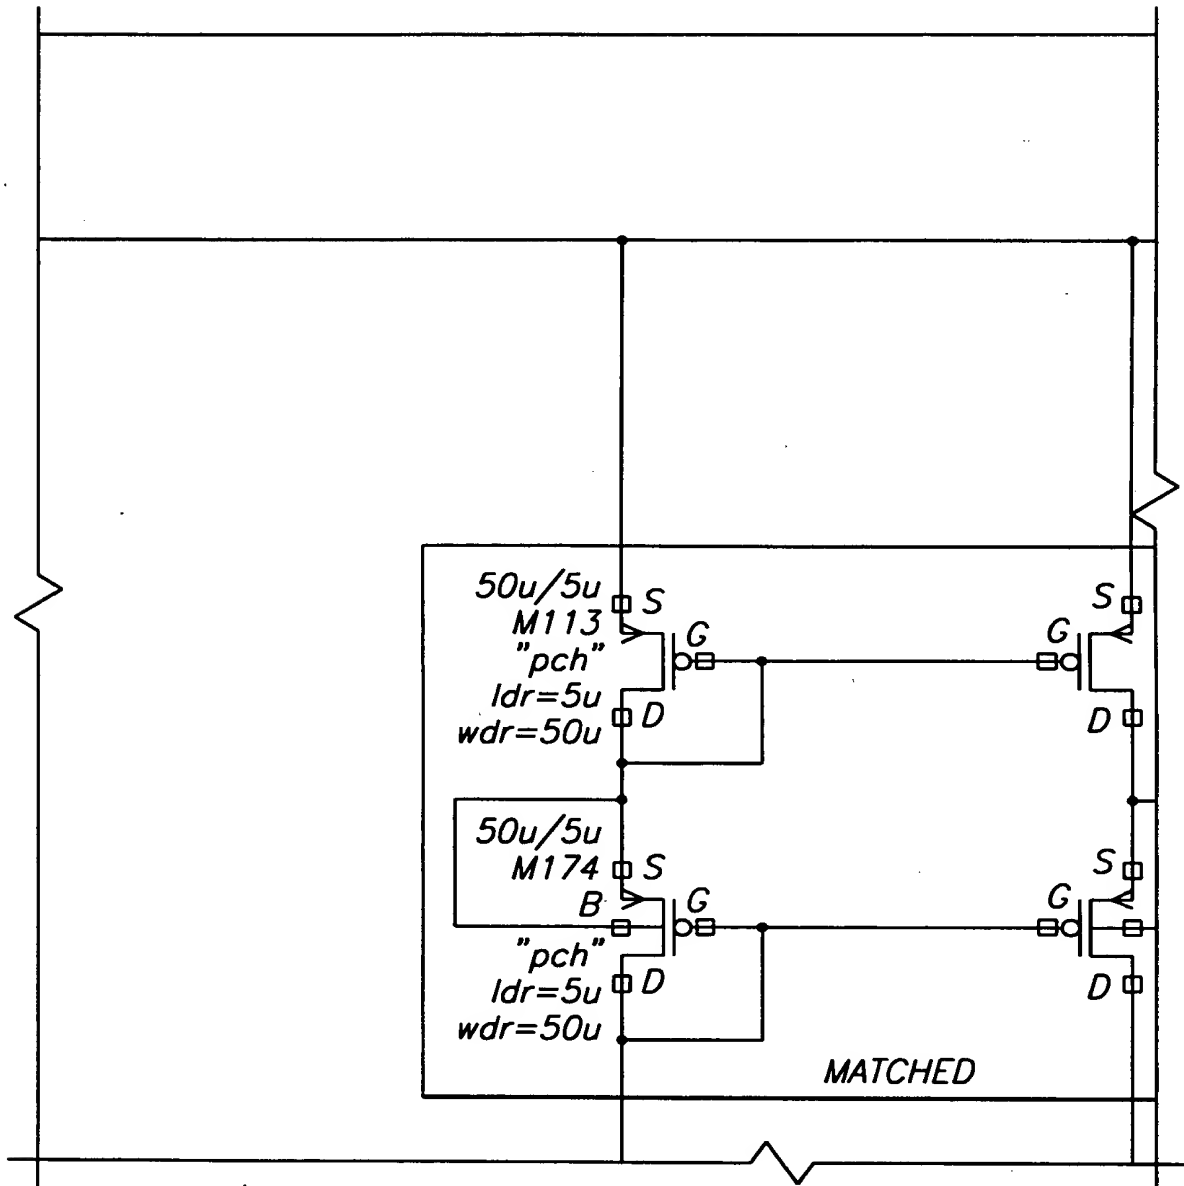 50u/5u
S
S
M113
G
G
"pch"
ldr=5u
D
D
wdr=50u
50u/5u
M174
S
S
B
G
G
"pch"
ldr=5u
D
D
wdr=50u
MATCHED